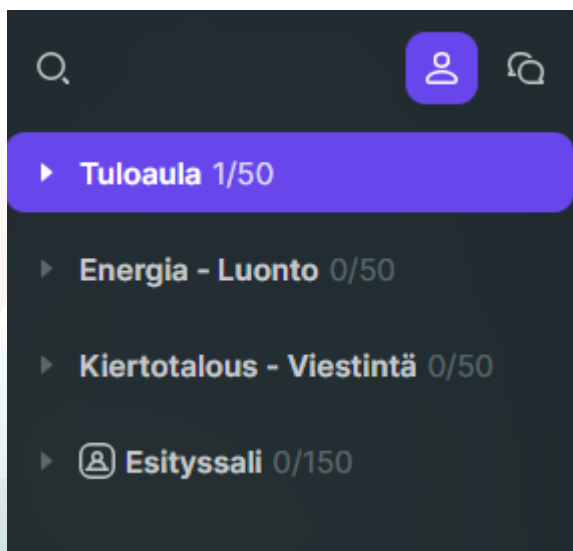 Tuloaula 1/50
Energia - Luonto 0/50
Kiertotalous - Viestintä 0/50
Esityssali 0/150